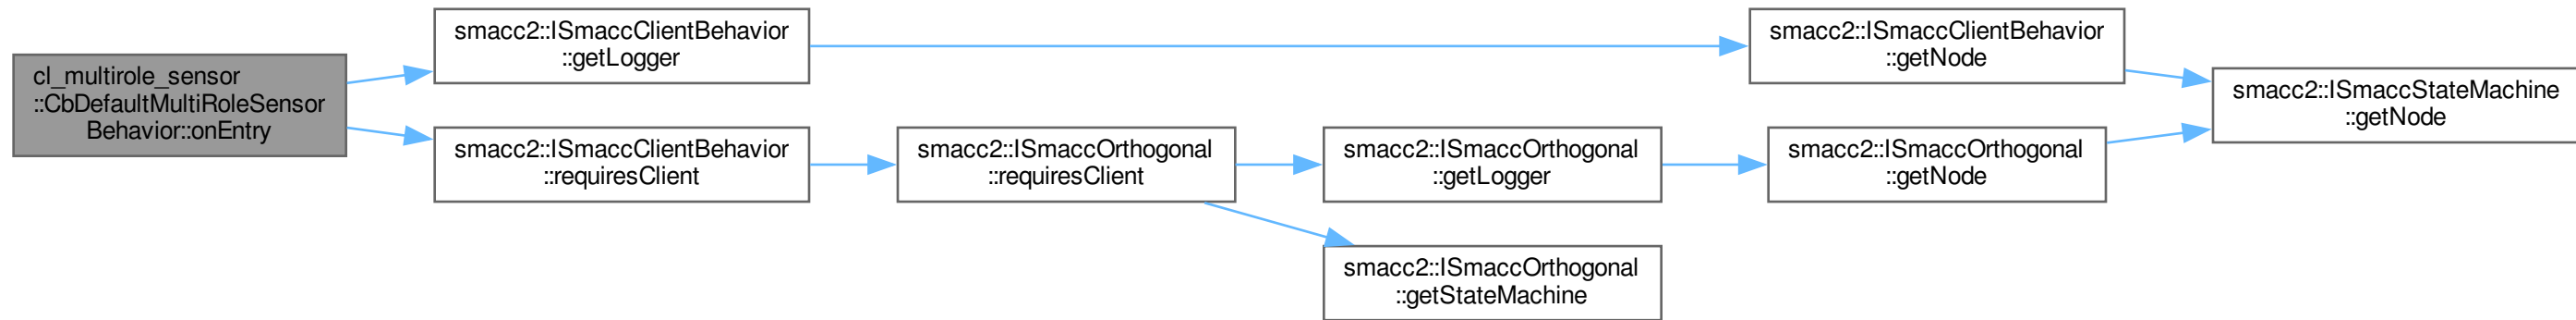 cl_multirole_sensor
::CbDefaultMultiRoleSensor
Behavior::onEntry
smacc2::ISmaccClientBehavior
::getLogger
smacc2::ISmaccClientBehavior
::requiresClient
smacc2::ISmaccOrthogonal
::requiresClient
smacc2::ISmaccOrthogonal
::getLogger
smacc2::ISmaccOrthogonal
::getStateMachine
smacc2::ISmaccClientBehavior
::getNode
smacc2::ISmaccOrthogonal
::getNode
smacc2::ISmaccStateMachine
::getNode